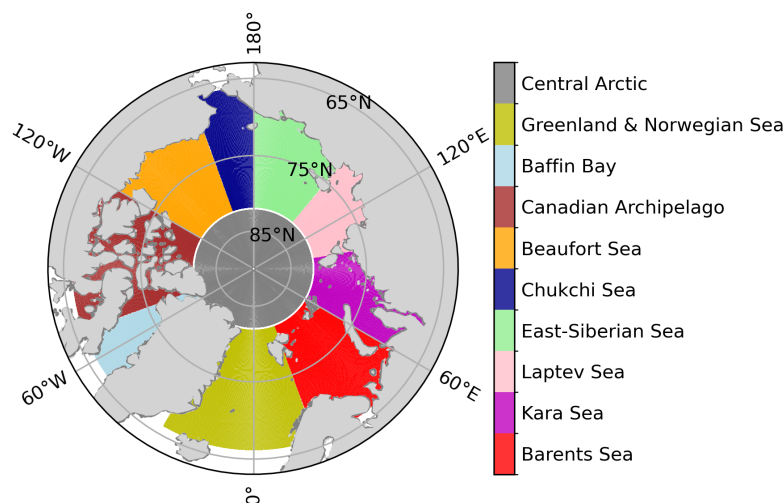 180°
65°N
120°W
120°E
75°N
85°N
60°W
60°E
0°
Central Arctic
Greenland & Norwegian Sea
Baffin Bay
Canadian Archipelago
Beaufort Sea
Chukchi Sea
East-Siberian Sea
Laptev Sea
Kara Sea
Barents Sea